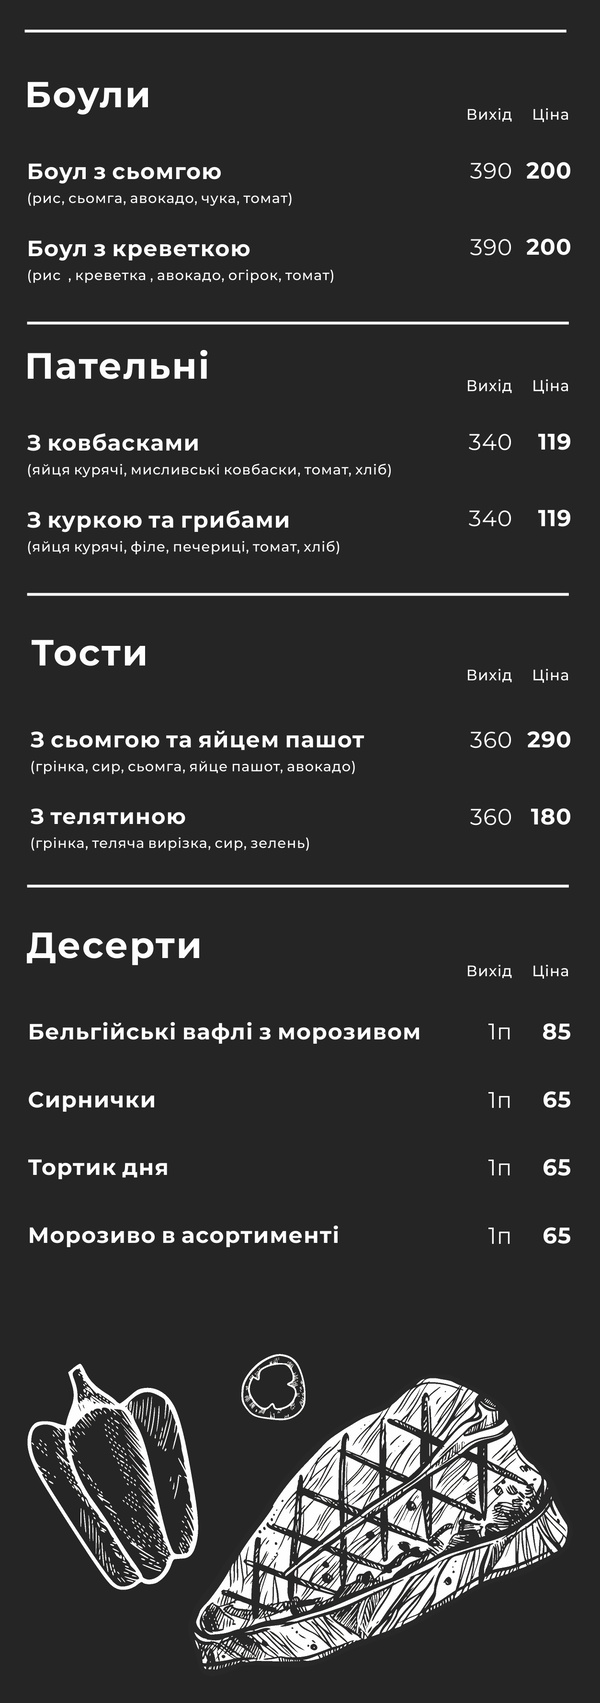 Боули
Вихід Ціна
Боул з сьомгою 390 200
(рис, сьомга, авокадо, чука, томат)
Боул з креветкою 390 200
(рис , креветка , авокадо, огірок, томат)
Пательні
Вихід Ціна
З ковбасками 340 119
(яйця курячі, мисливські ковбаски, томат, хліб)
З куркою та грибами 340 119
(яйця курячі, філе, печериці, томат, хліб)
Тости
Вихід Ціна
З сьомгою та яйцем пашот 360 290
(грінка, сир, сьомга, яйце пашот, авокадо)
З телятиною 360 180
(грінка, теляча вирізка, сир, зелень)
Десерти
Вихід Ціна
Бельгійські вафлі з морозивом 1п 85
Сирнички 1п 65
Тортик дня 1п 65
Морозиво в асортименті 1п 65